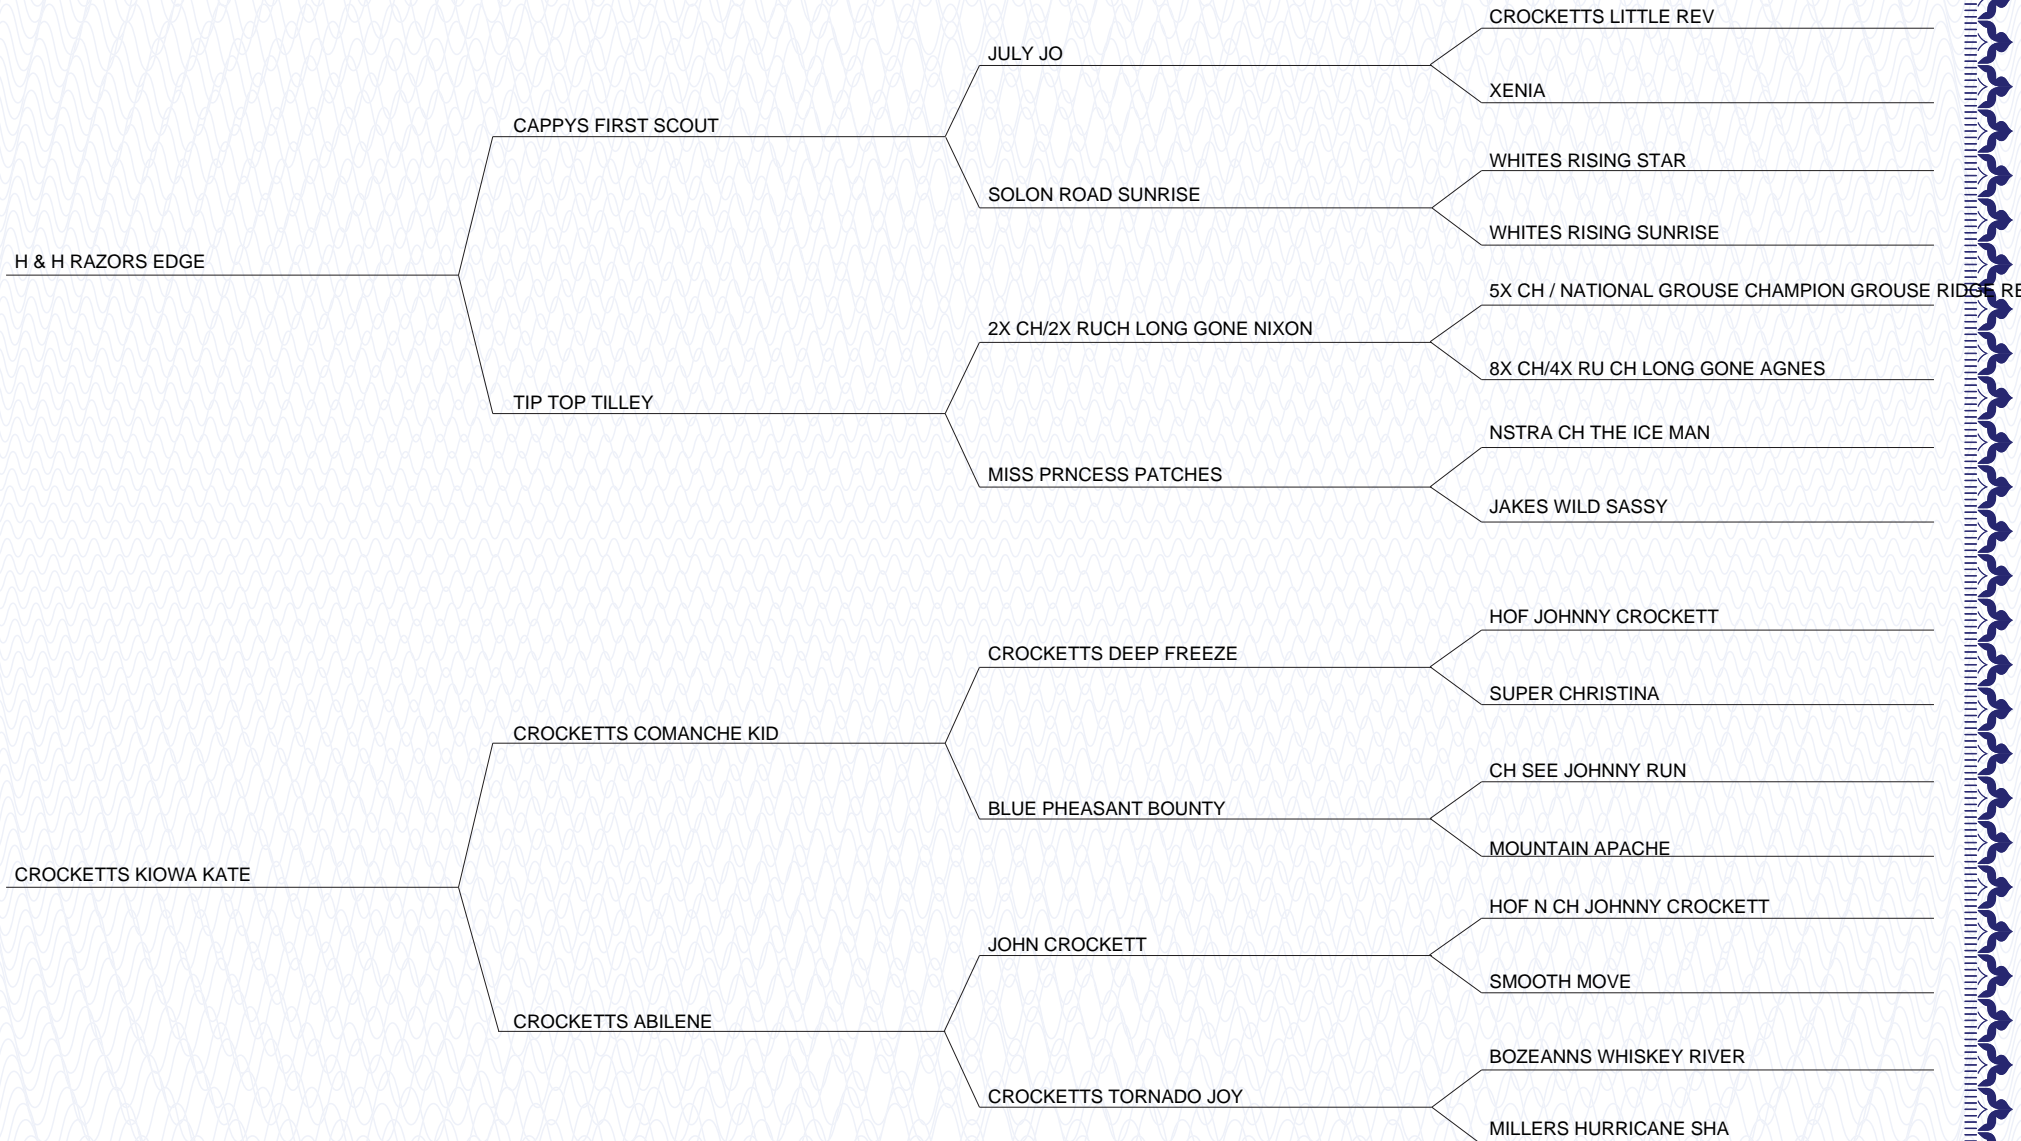 CROCKETTS LITTLE REV
JULY JO
XENIA
CAPPYS FIRST SCOUT
WHITES RISING STAR
SOLON ROAD SUNRISE
WHITES RISING SUNRISE
H & H RAZORS EDGE
5X CH / NATIONAL GROUSE CHAMPION GROUSE RIDGE RE
2X CH/2X RUCH LONG GONE NIXON
8X CH/4X RU CH LONG GONE AGNES
TIP TOP TILLEY
NSTRA CH THE ICE MAN
MISS PRNCESS PATCHES
JAKES WILD SASSY
HOF JOHNNY CROCKETT
CROCKETTS DEEP FREEZE
SUPER CHRISTINA
CROCKETTS COMANCHE KID
CH SEE JOHNNY RUN
BLUE PHEASANT BOUNTY
MOUNTAIN APACHE
CROCKETTS KIOWA KATE
HOF N CH JOHNNY CROCKETT
JOHN CROCKETT
SMOOTH MOVE
CROCKETTS ABILENE
BOZEANNS WHISKEY RIVER
CROCKETTS TORNADO JOY
MILLERS HURRICANE SHA